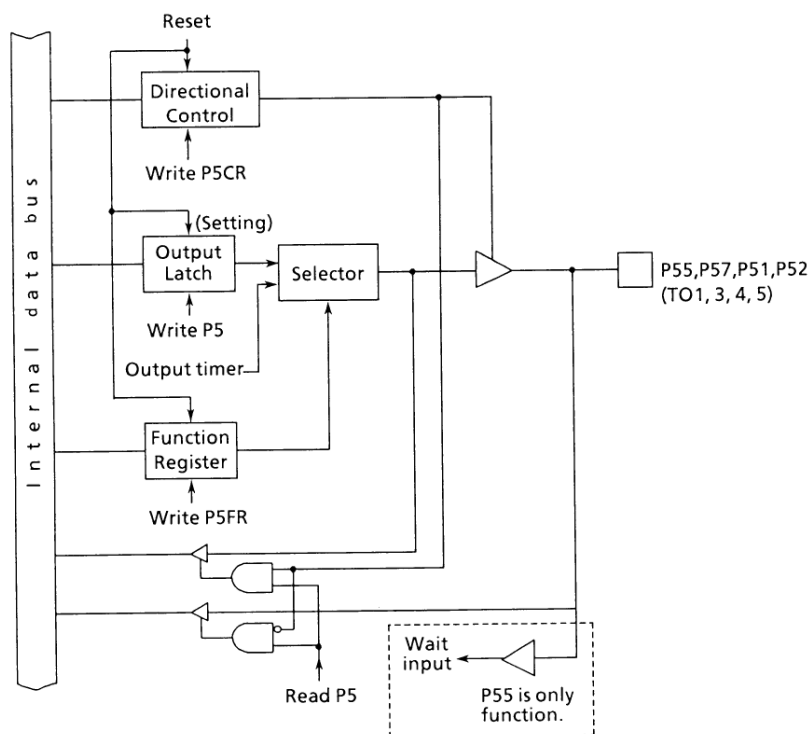 Reset
Directional
Control
Write P5CR
(Setting)
Output
Latch
Selector
P55,P57,P51,P52
(TO1, 3, 4, 5)
Write P5
Output timer
Internal data bus
Function
Register
Write P5FR
Wait
input
Read P5
P55 is only
function.